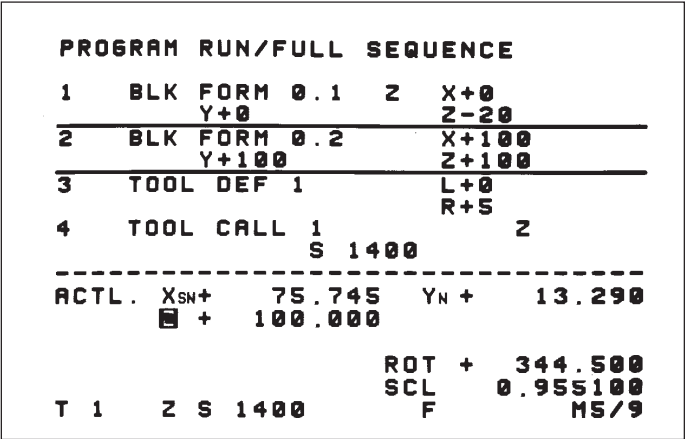 PROGRAM RUN/FULL SEQUENCE
1 BLK FORM 0.1 Z X+0
Y+0 Z-20
2 BLK FORM 0.2 X+100
Y+100 Z+100
3 TOOL DEF 1 L+0
R+5
4 TOOL CALL 1 Z
S 1400
ACTL. XSN+ 75.745 YN + 13.290
+ 100.000
ROT + 344.500
SCL 0.955100
T 1 Z S 1400 F M5/9